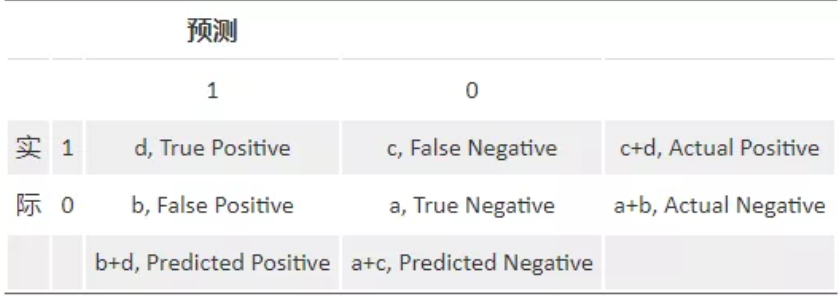 预测
1 0
实 1 d, True Positive c, False Negative c+d, Actual Positive
际 0 b, False Positive a, True Negative a+b, Actual Negative
b+d, Predicted Positive a+c, Predicted Negative